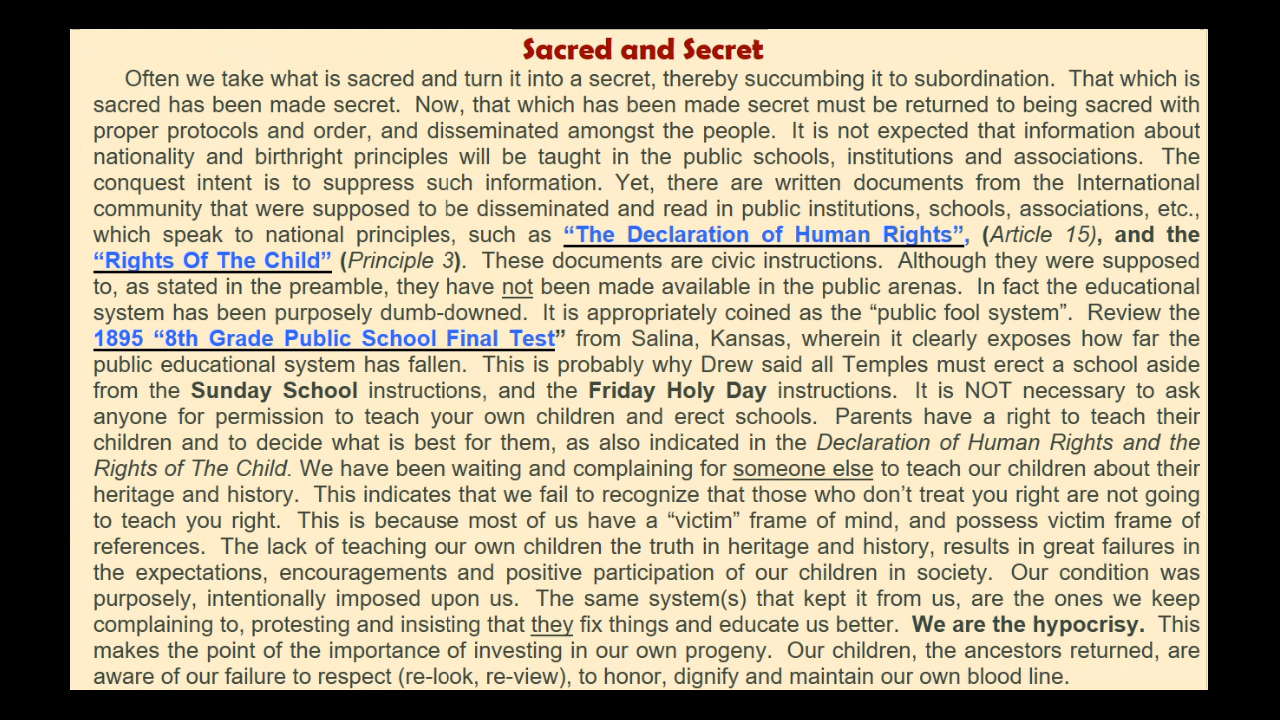 Sacred and Secret
Often we take what is sacred and turn it into a secret, thereby succumbing it to subordination. That which is
sacred has been made secret. Now, that which has been made secret must be returned to being sacred with
proper protocols and order, and disseminated amongst the people. It is not expected that information about
nationality and birthright principles will be taught in the public schools, institutions and associations. The
conquest intent is to suppress such information. Yet, there are written documents from the International
community that were supposed to be disseminated and read in public institutions, schools, associations, etc.,
which speak to national principles, such as “The Declaration of Human Rights”, (Article 15), and the
“Rights Of The Child” (Principle 3). These documents are civic instructions. Although they were supposed
to, as stated in the preamble, they have not been made available in the public arenas. In fact the educational
system has been purposely dumb-downed. It is appropriately coined as the “public fool system”. Review the
1895 “8th Grade Public School Final Test” from Salina, Kansas, wherein it clearly exposes how far the
public educational system has fallen. This is probably why Drew said all Temples must erect a school aside
from the Sunday School instructions, and the Friday Holy Day instructions. It is NOT necessary to ask
anyone for permission to teach your own children and erect schools. Parents have a right to teach their
children and to decide what is best for them, as also indicated in the Declaration of Human Rights and the
Rights of The Child. We have been waiting and complaining for someone else to teach our children about their
heritage and history. This indicates that we fail to recognize that those who don’t treat you right are not going
to teach you right. This is because most of us have a “victim” frame of mind, and possess victim frame of
references. The lack of teaching our own children the truth in heritage and history, results in great failures in
the expectations, encouragements and positive participation of our children in society. Our condition was
purposely, intentionally imposed upon us. The same system(s) that kept it from us, are the ones we keep
complaining to, protesting and insisting that they fix things and educate us better. We are the hypocrisy. This
makes the point of the importance of investing in our own progeny. Our children, the ancestors returned, are
aware of our failure to respect (re-look, re-view), to honor, dignify and maintain our own blood line.